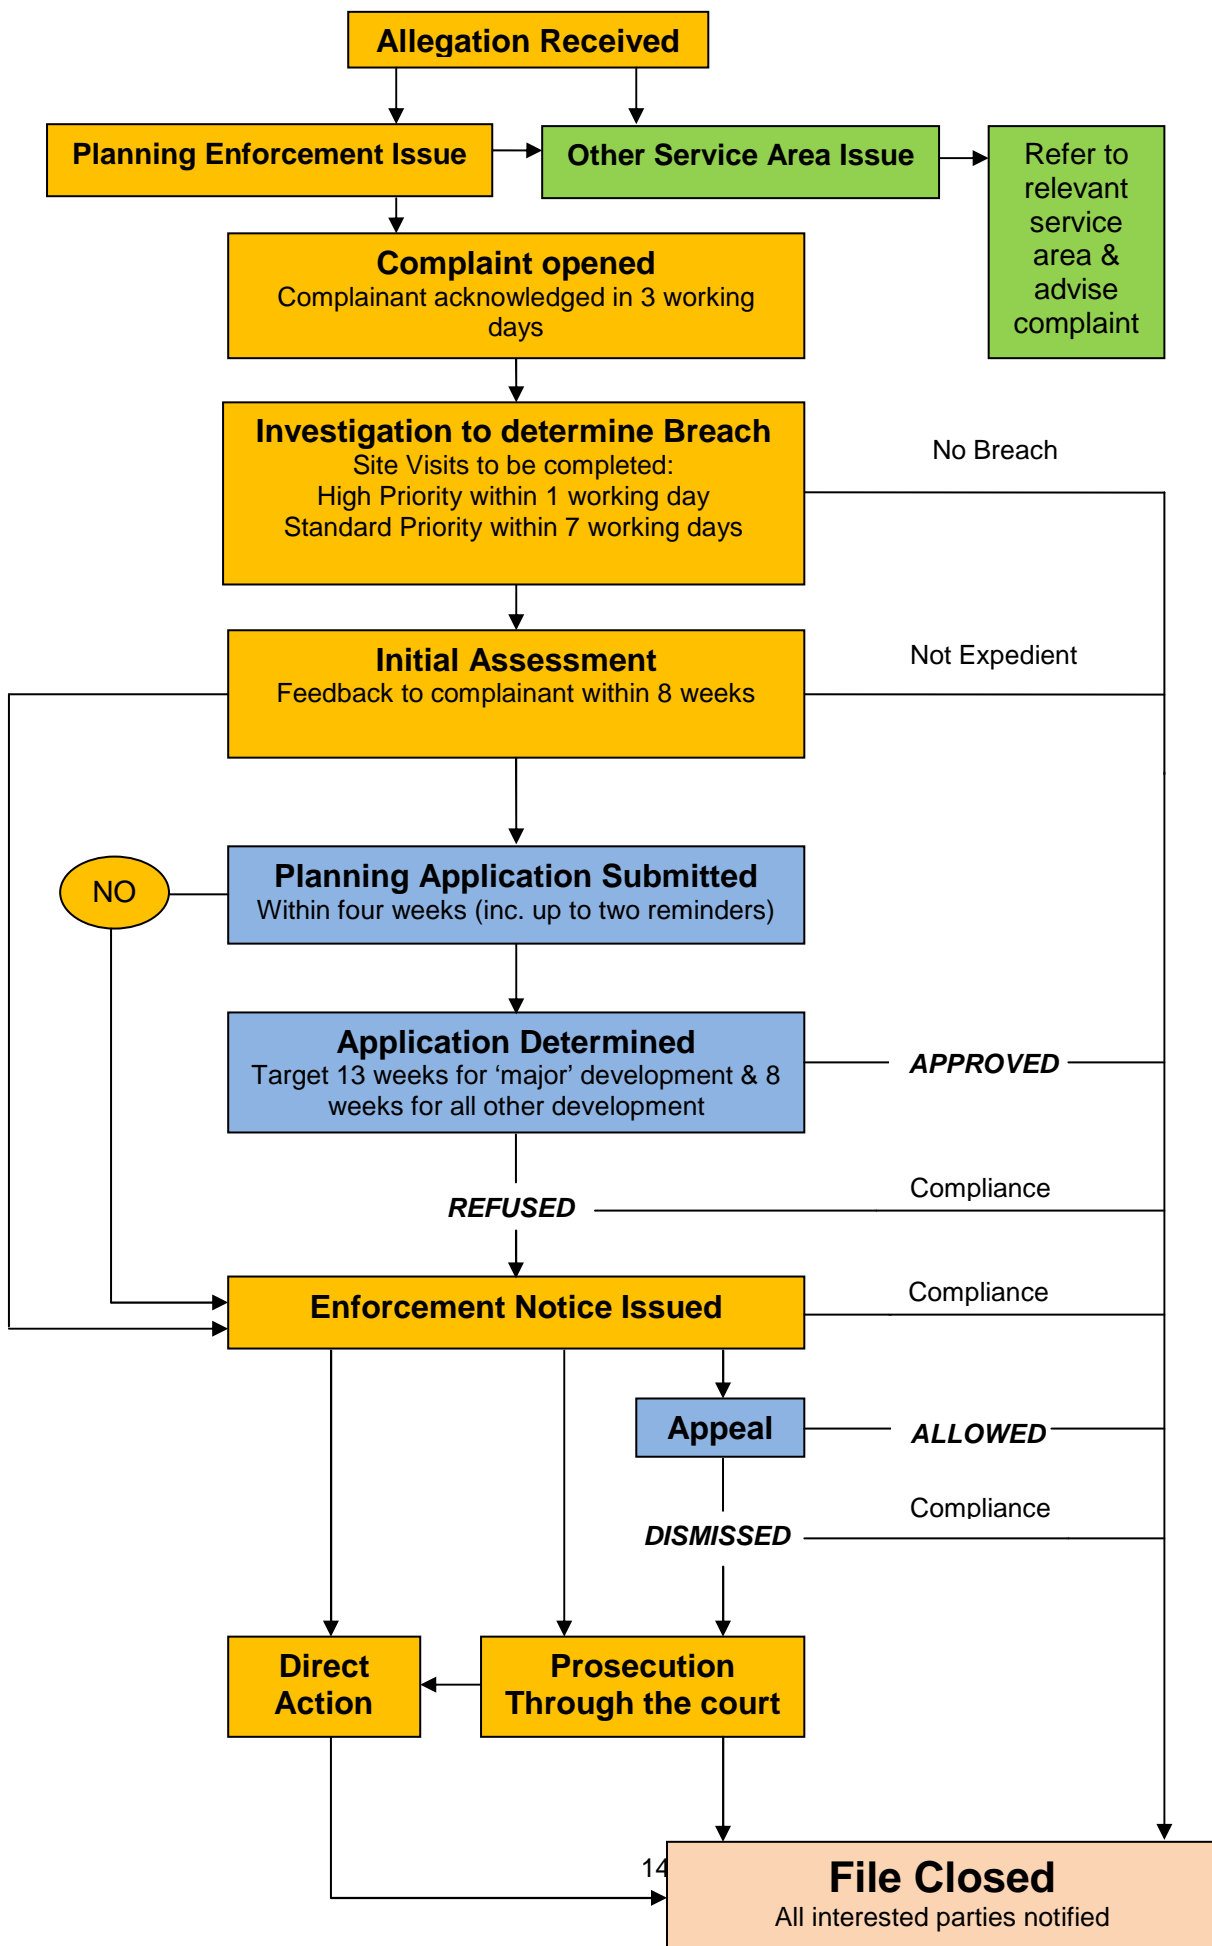 Allegation Received
Planning Enforcement Issue
Other Service Area Issue
Refer to
relevant
service
area &
advise
complaint
Complaint opened
Complainant acknowledged in 3 working
days
Investigation to determine Breach
Site Visits to be completed:
High Priority within 1 working day
Standard Priority within 7 working days
No Breach
Initial Assessment
Feedback to complainant within 8 weeks
Not Expedient
NO
Planning Application Submitted
Within four weeks (inc. up to two reminders)
Application Determined
Target 13 weeks for ‘major’ development & 8
weeks for all other development
APPROVED
REFUSED
Compliance
Enforcement Notice Issued
Compliance
Appeal
ALLOWED
DISMISSED
Compliance
Direct
Action
Prosecution
Through the court
14
File Closed
All interested parties notified